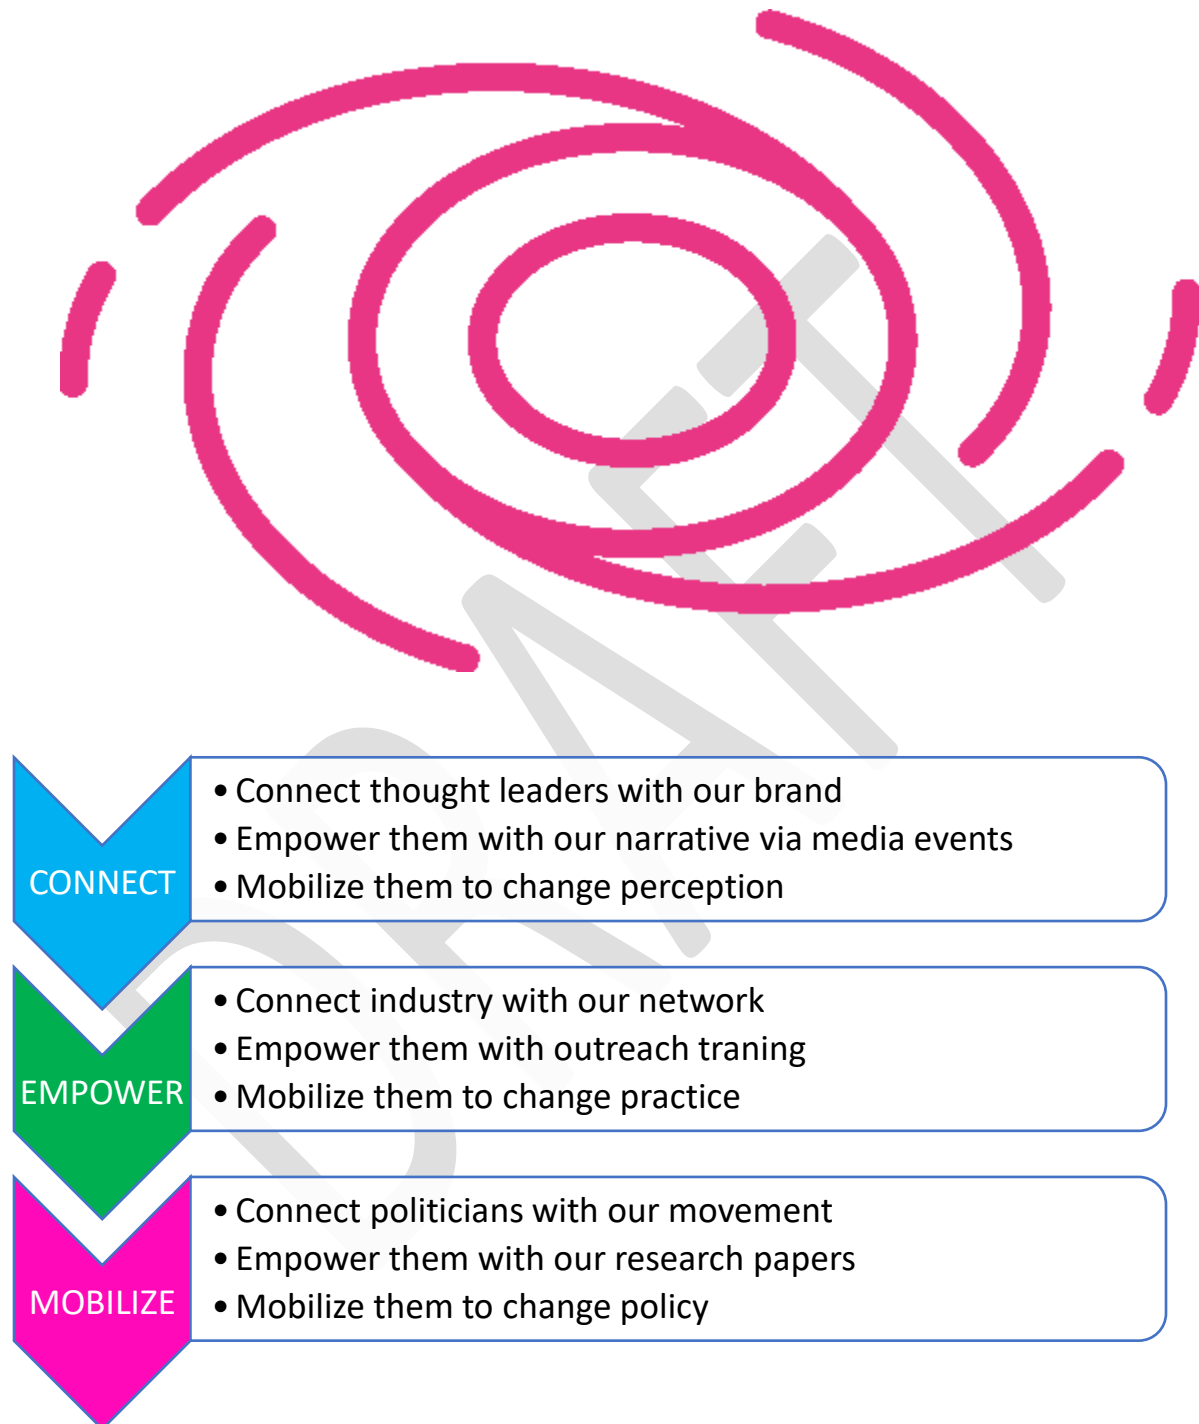 CONNECT
• Connect thought leaders with our brand
• Empower them with our narrative via media events
• Mobilize them to change perception
EMPOWER
• Connect industry with our network
• Empower them with outreach traning
• Mobilize them to change practice
MOBILIZE
• Connect politicians with our movement
• Empower them with our research papers
• Mobilize them to change policy
DRAFT